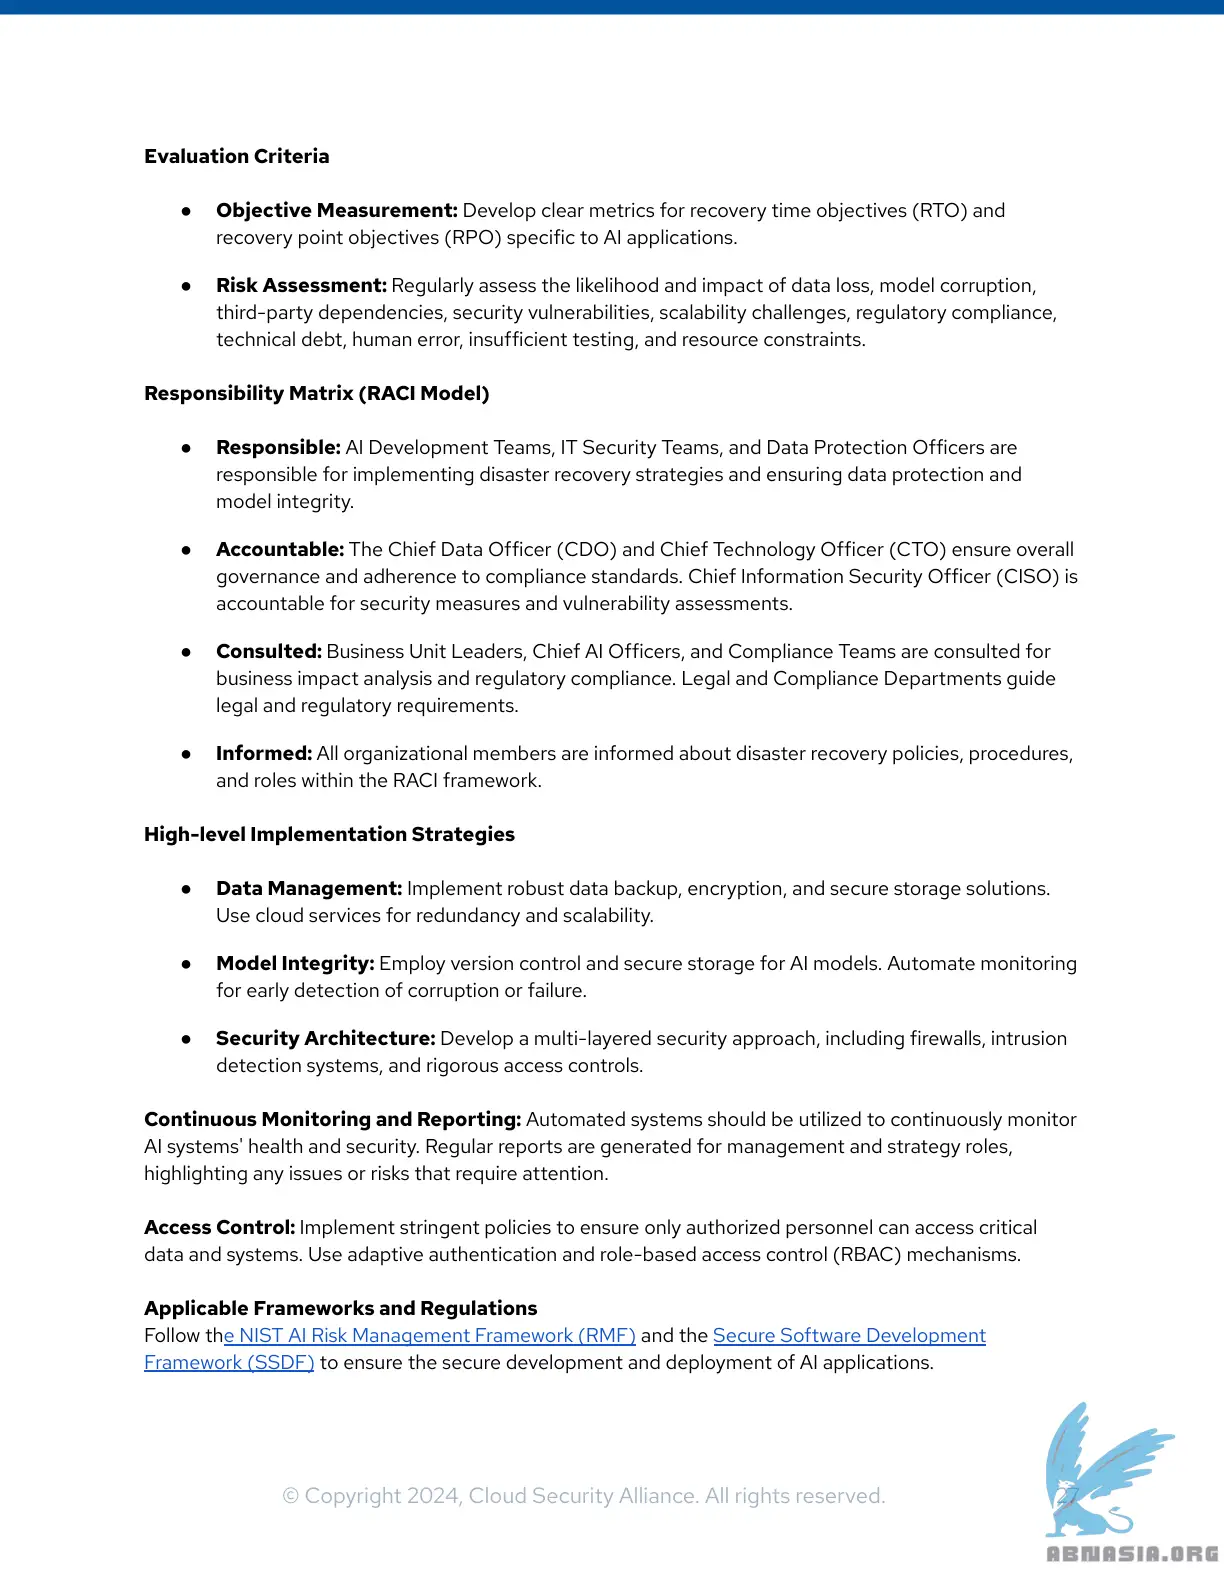 Evaluation Criteria
● Objective Measurement: Develop clear metrics for recovery time objectives (RTO) and
recovery point objectives (RPO) specific to AI applications.
● Risk Assessment: Regularly assess the likelihood and impact of data loss, model corruption,
third-party dependencies, security vulnerabilities, scalability challenges, regulatory compliance,
technical debt, human error, insufficient testing, and resource constraints.
Responsibility Matrix (RACI Model)
● Responsible: AI Development Teams, IT Security Teams, and Data Protection Officers are
responsible for implementing disaster recovery strategies and ensuring data protection and
model integrity.
● Accountable: The Chief Data Officer (CDO) and Chief Technology Officer (CTO) ensure overall
governance and adherence to compliance standards. Chief Information Security Officer (CISO) is
accountable for security measures and vulnerability assessments.
● Consulted: Business Unit Leaders, Chief AI Officers, and Compliance Teams are consulted for
business impact analysis and regulatory compliance. Legal and Compliance Departments guide
legal and regulatory requirements.
● Informed: All organizational members are informed about disaster recovery policies, procedures,
and roles within the RACI framework.
High-level Implementation Strategies
● Data Management: Implement robust data backup, encryption, and secure storage solutions.
Use cloud services for redundancy and scalability.
● Model Integrity: Employ version control and secure storage for AI models. Automate monitoring
for early detection of corruption or failure.
● Security Architecture: Develop a multi-layered security approach, including firewalls, intrusion
detection systems, and rigorous access controls.
Continuous Monitoring and Reporting: Automated systems should be utilized to continuously monitor
AI systems' health and security. Regular reports are generated for management and strategy roles,
highlighting any issues or risks that require attention.
Access Control: Implement stringent policies to ensure only authorized personnel can access critical
data and systems. Use adaptive authentication and role-based access control (RBAC) mechanisms.
Applicable Frameworks and Regulations
Follow the NIST AI Risk Management Framework (RMF) and the Secure Software Development
Framework (SSDF) to ensure the secure development and deployment of AI applications.
© Copyright 2024, Cloud Security Alliance. All rights reserved.
27
ABNASIA.ORG